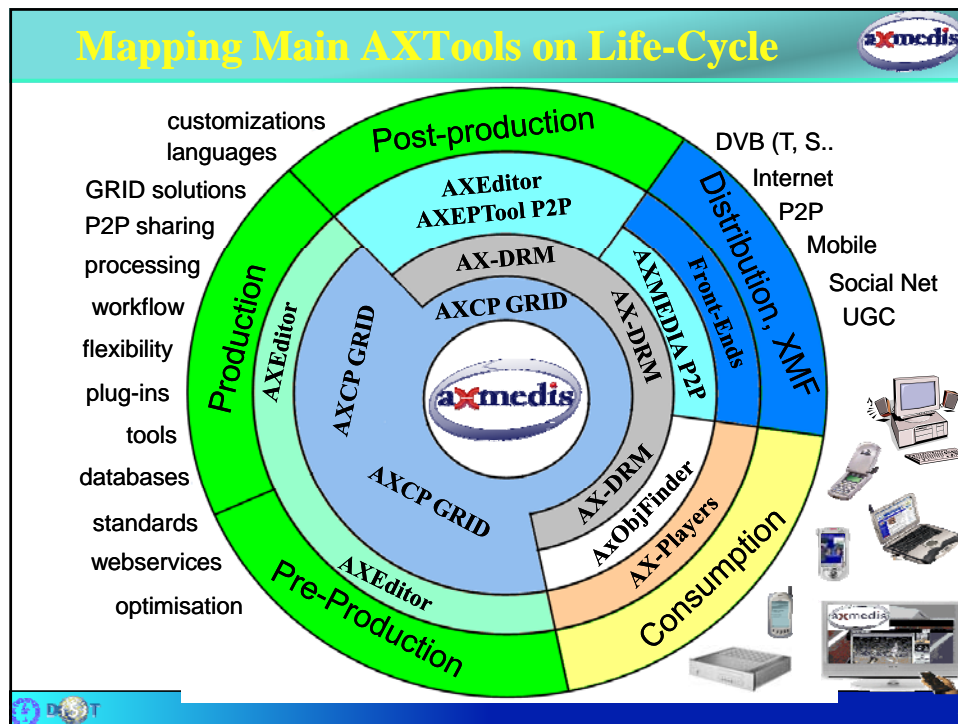 Mapping Main AXTools on Life-Cycle
axmedis
customizations
languages
GRID solutions
P2P sharing
processing
workflow
flexibility
plug-ins
tools
databases
standards
webservices
optimisation
Post-production
AXEditor
AXEPTool P2P
AX-DRM
AXCP GRID
Production
AXEditor
AXCP GRID
AXCP GRID
AXEditor
Pre-Production
axmedis
Distribution, XMF
Front-Ends
AXMEDIA P2P
AX-DRM
AX-DRM
AxObjFinder
AX-Players
Consumption
DVB (T, S..
Internet
P2P
Mobile
Social Net
UGC
axmedis